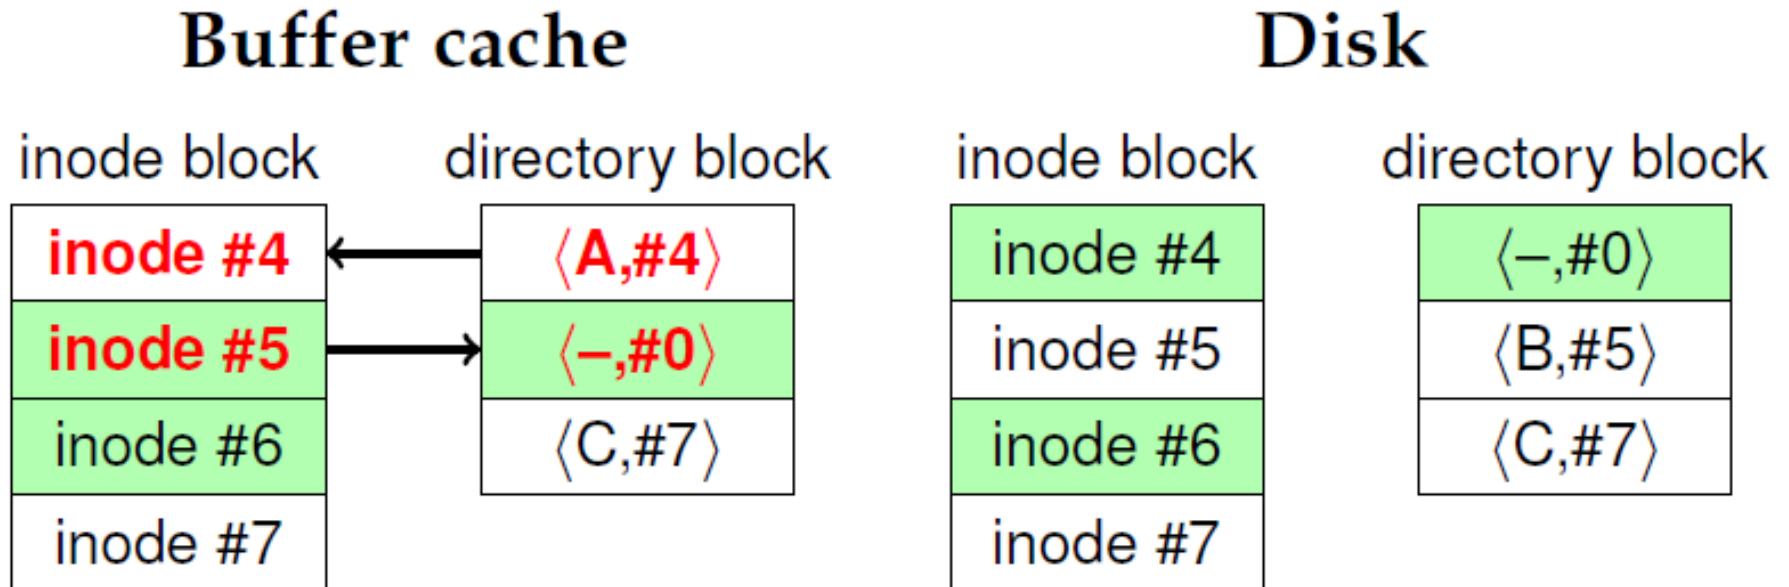 Buffer cache
Disk
inode block
directory block
inode block
directory block
inode #4
⟨A,#4⟩
inode #4
⟨–,#0⟩
inode #5
⟨–,#0⟩
inode #5
⟨B,#5⟩
inode #6
⟨C,#7⟩
inode #6
⟨C,#7⟩
inode #7
inode #7